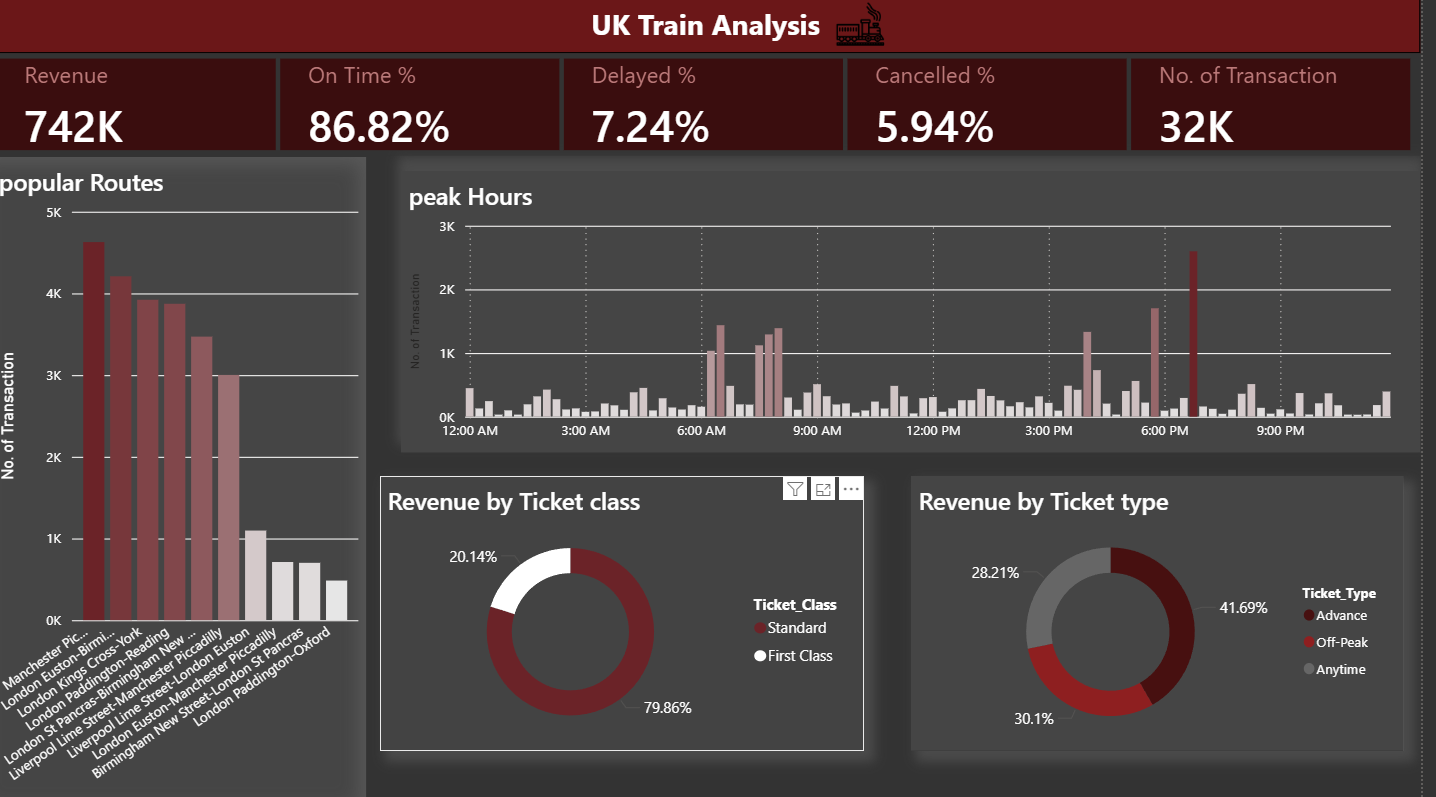 UK Train Analysis
Revenue
742K
On Time %
86.82%
Delayed %
7.24%
Cancelled %
5.94%
No. of Transaction
32K
popular Routes
No. of Transaction
5K
4K
3K
2K
1K
0K
Manchester Pic...
London Euston-Birmi...
London Kings Cross-York
London Paddington-Reading
London St Pancras-Birmingham New ...
Liverpool Lime Street-Manchester Piccadilly
Liverpool Lime Street-London Euston
London Euston-Manchester Piccadilly
Birmingham New Street-London St Pancras
London Paddington-Oxford
peak Hours
No. of Transaction
3K
2K
1K
0K
12:00 AM
3:00 AM
6:00 AM
9:00 AM
12:00 PM
3:00 PM
6:00 PM
9:00 PM
Revenue by Ticket class
20.14%
79.86%
Ticket_Class
Standard
First Class
Revenue by Ticket type
28.21%
41.69%
30.1%
Ticket_Type
Advance
Off-Peak
Anytime